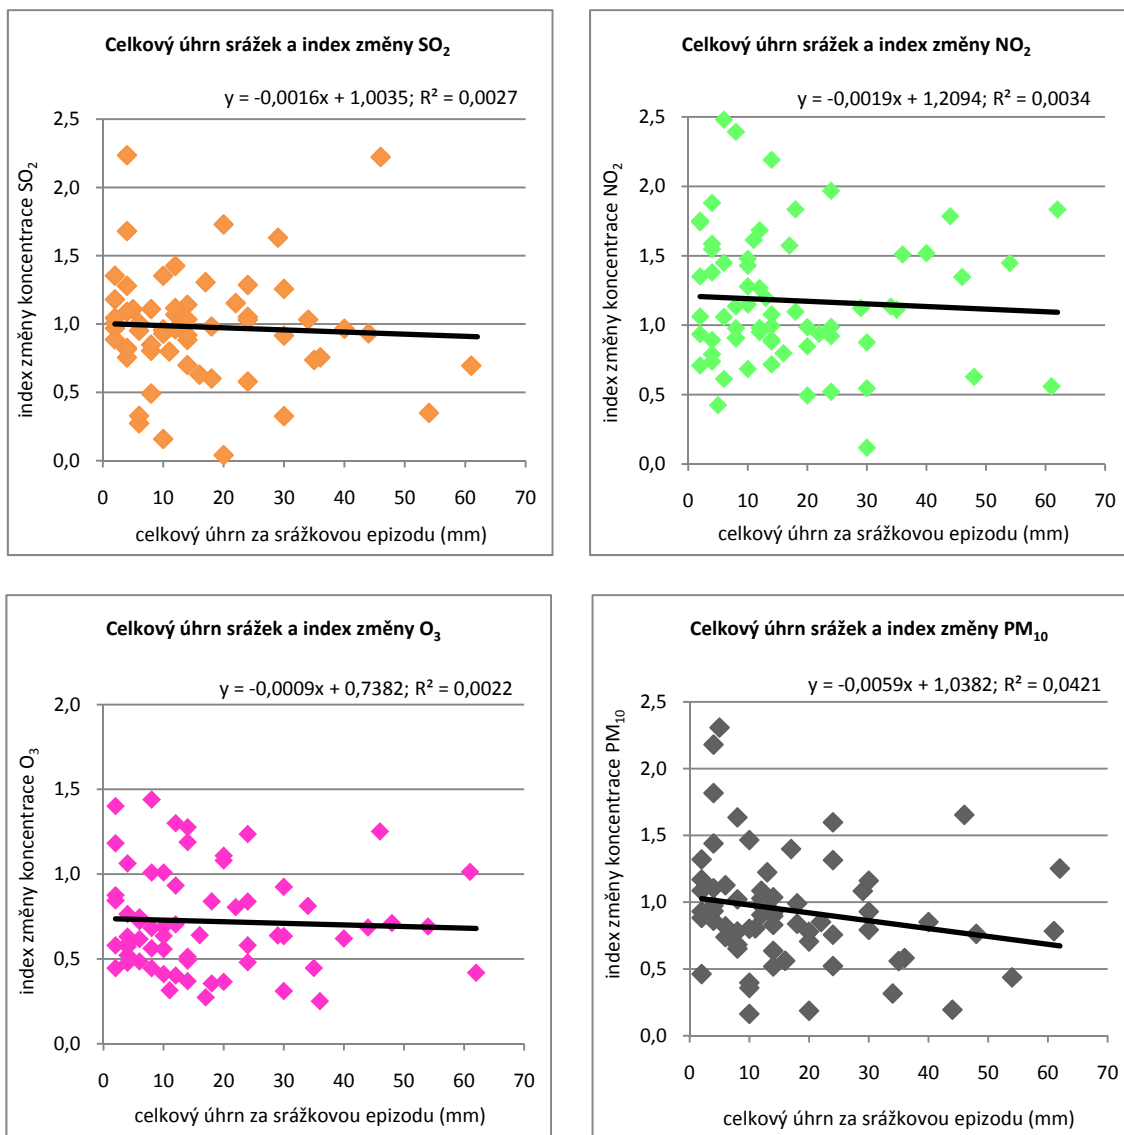 Celkový úhrn srážek a index změny SO₂
y = -0,0016x + 1,0035; R² = 0,0027
2,5
2,0
1,5
1,0
0,5
0,0
index změny koncentrace SO₂
0 10 20 30 40 50 60 70
celkový úhrn za srážkovou epizodu (mm)
Celkový úhrn srážek a index změny NO₂
y = -0,0019x + 1,2094; R² = 0,0034
2,5
2,0
1,5
1,0
0,5
0,0
index změny koncentrace NO₂
0 10 20 30 40 50 60 70
celkový úhrn za srážkovou epizodu (mm)
Celkový úhrn srážek a index změny O₃
y = -0,0009x + 0,7382; R² = 0,0022
2,0
1,5
1,0
0,5
0,0
index změny koncentrace O₃
0 10 20 30 40 50 60 70
celkový úhrn za srážkovou epizodu (mm)
Celkový úhrn srážek a index změny PM₁₀
y = -0,0059x + 1,0382; R² = 0,0421
2,5
2,0
1,5
1,0
0,5
0,0
index změny koncentrace PM₁₀
0 10 20 30 40 50 60 70
celkový úhrn za srážkovou epizodu (mm)